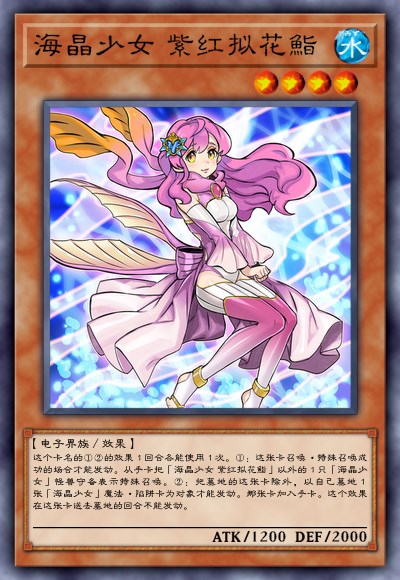 海晶少女 紫红拟花鮨
水
【电子界族／效果】
这个卡名的①②的效果1回合各能使用1次。①：这张卡召唤·特殊召唤成
功的场合才能发动。从手卡把「海晶少女 紫红拟花鮨」以外的1只「海晶少
女」怪兽守备表示特殊召唤。②：把墓地的这张卡除外，以自己墓地1
张「海晶少女」魔法·陷阱卡为对象才能发动。那张卡加入手卡。这个效果
在这张卡送去墓地的回合不能发动。
ATK/1200 DEF/2000